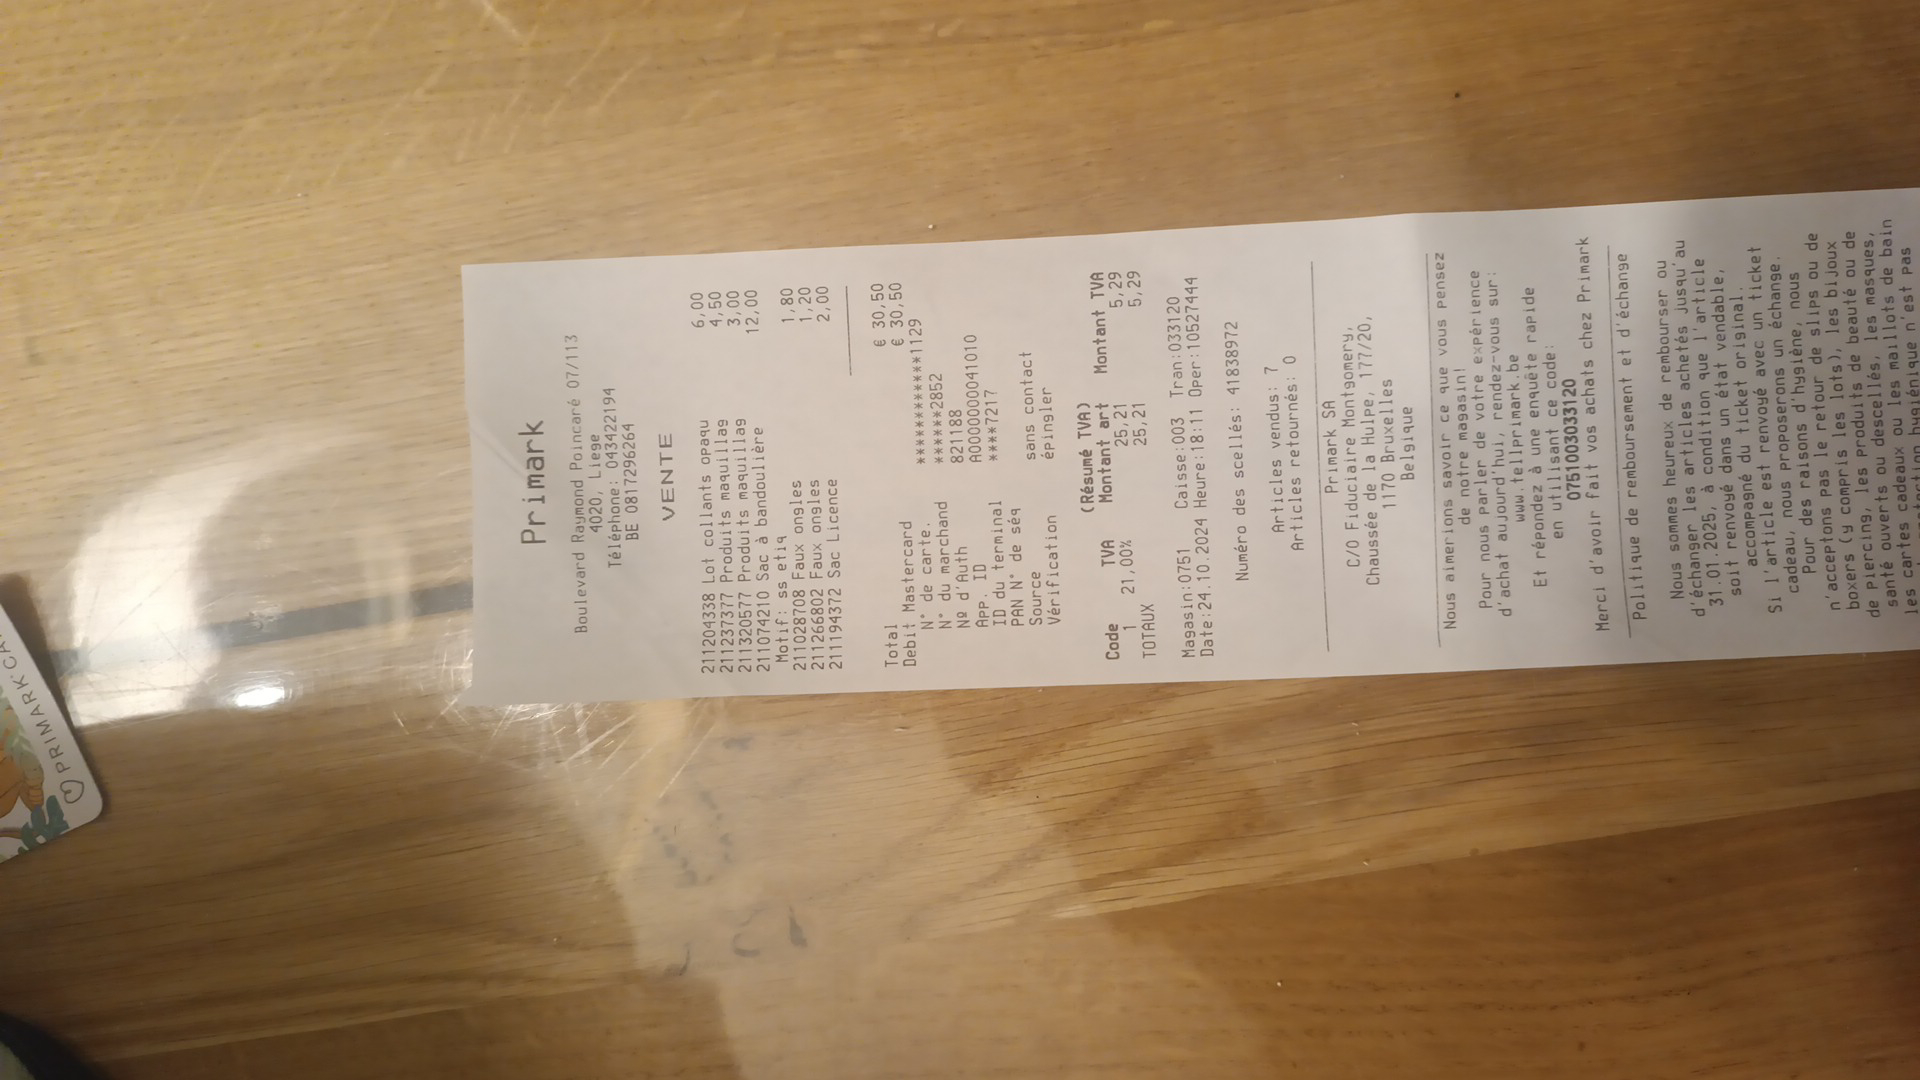 Primark
Boulevard Raymond Poincaré 07/113
4020, Liege
Téléphone: 043422194
BE 0817296264
VENTE
211204338 Lot collants opaqu 6,00
211237377 Produits maquillag 4,50
211320577 Produits maquillag 3,00
211074210 Sac à bandoulière 12,00
Motif: ss etiq
211028708 Faux ongles 1,80
211266802 Faux ongles 1,20
211194372 Sac Licence 2,00
Total € 30,50
Debit Mastercard € 30,50
N° de carte. ************1129
N° du marchand ******2852
Nº d'Auth 821188
App. ID A0000000041010
ID du terminal ****7217
PAN N° de séq
Source sans contact
Vérification épingler
(Résumé TVA)
Code TVA Montant art Montant TVA
1 21,00% 25,21 5,29
TOTAUX 25,21 5,29
Magasin:0751 Caisse:003 Tran:033120
Date:24.10.2024 Heure:18:11 Oper:10527444
Numéro des scellés: 41838972
Articles vendus: 7
Articles retournés: 0
Primark SA
C/O Fiduciaire Montgomery,
Chaussée de la Hulpe, 177/20,
1170 Bruxelles
Belgique
Nous aimerions savoir ce que vous pensez
de notre magasin!
Pour nous parler de votre expérience
d'achat aujourd'hui, rendez-vous sur:
www.tellprimark.be
Et répondez à une enquête rapide
en utilisant ce code:
0751003033120
Merci d'avoir fait vos achats chez Primark
Politique de remboursement et d'échange
Nous sommes heureux de rembourser ou
d'échanger les articles achetés jusqu'au
31.01.2025, à condition que l'article
soit renvoyé dans un état vendable,
accompagné du ticket original.
Si l'article est renvoyé avec un ticket
cadeau, nous proposerons un échange.
Pour des raisons d'hygiène, nous
n'acceptons pas le retour de slips ou de
boxers (y compris les lots), les bijoux
de piercing, les produits de beauté ou de
santé ouverts ou descellés, les masques,
les cartes cadeaux ou les maillots de bain
hygiénique n'est pas
PRIMARK